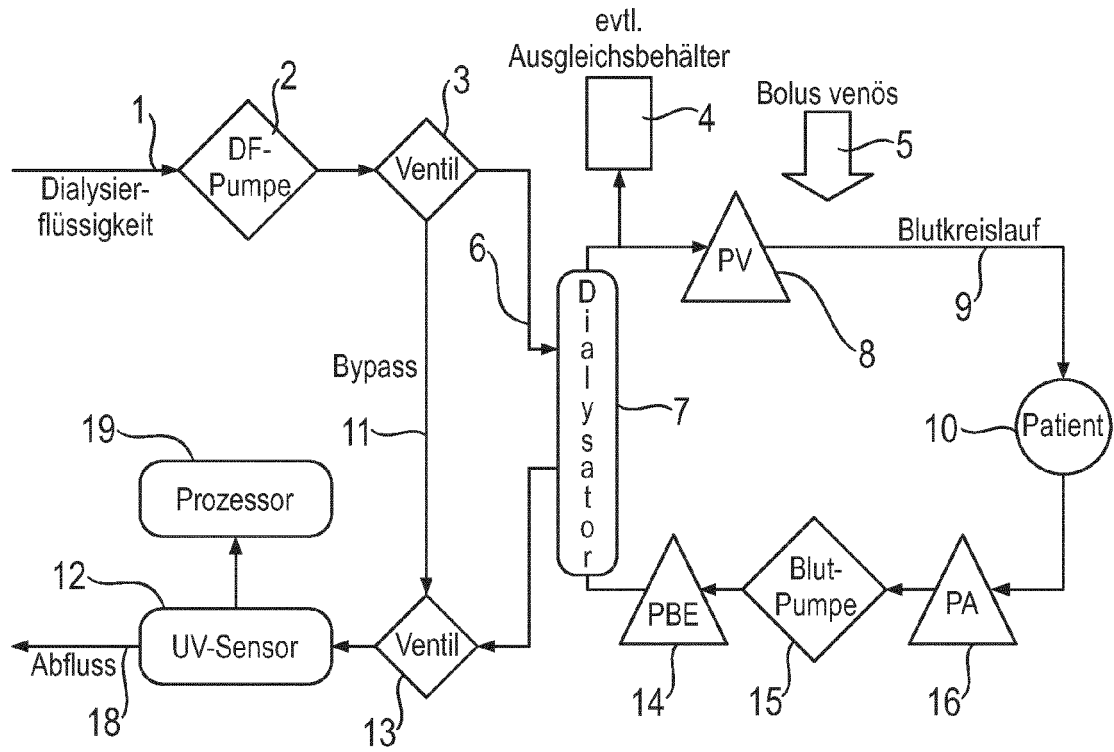 evtl.
Ausgleichsbehälter
1
2
3
4
Bolus venös
5
DF-
Pumpe
Ventil
Dialysier-
flüssigkeit
6
PV
Blutkreislauf
8
9
Dialysator
7
Bypass
11
10
Patient
19
Prozessor
12
UV-Sensor
Ventil
Abfluss
18
13
PBE
14
Blut-
Pumpe
15
PA
16